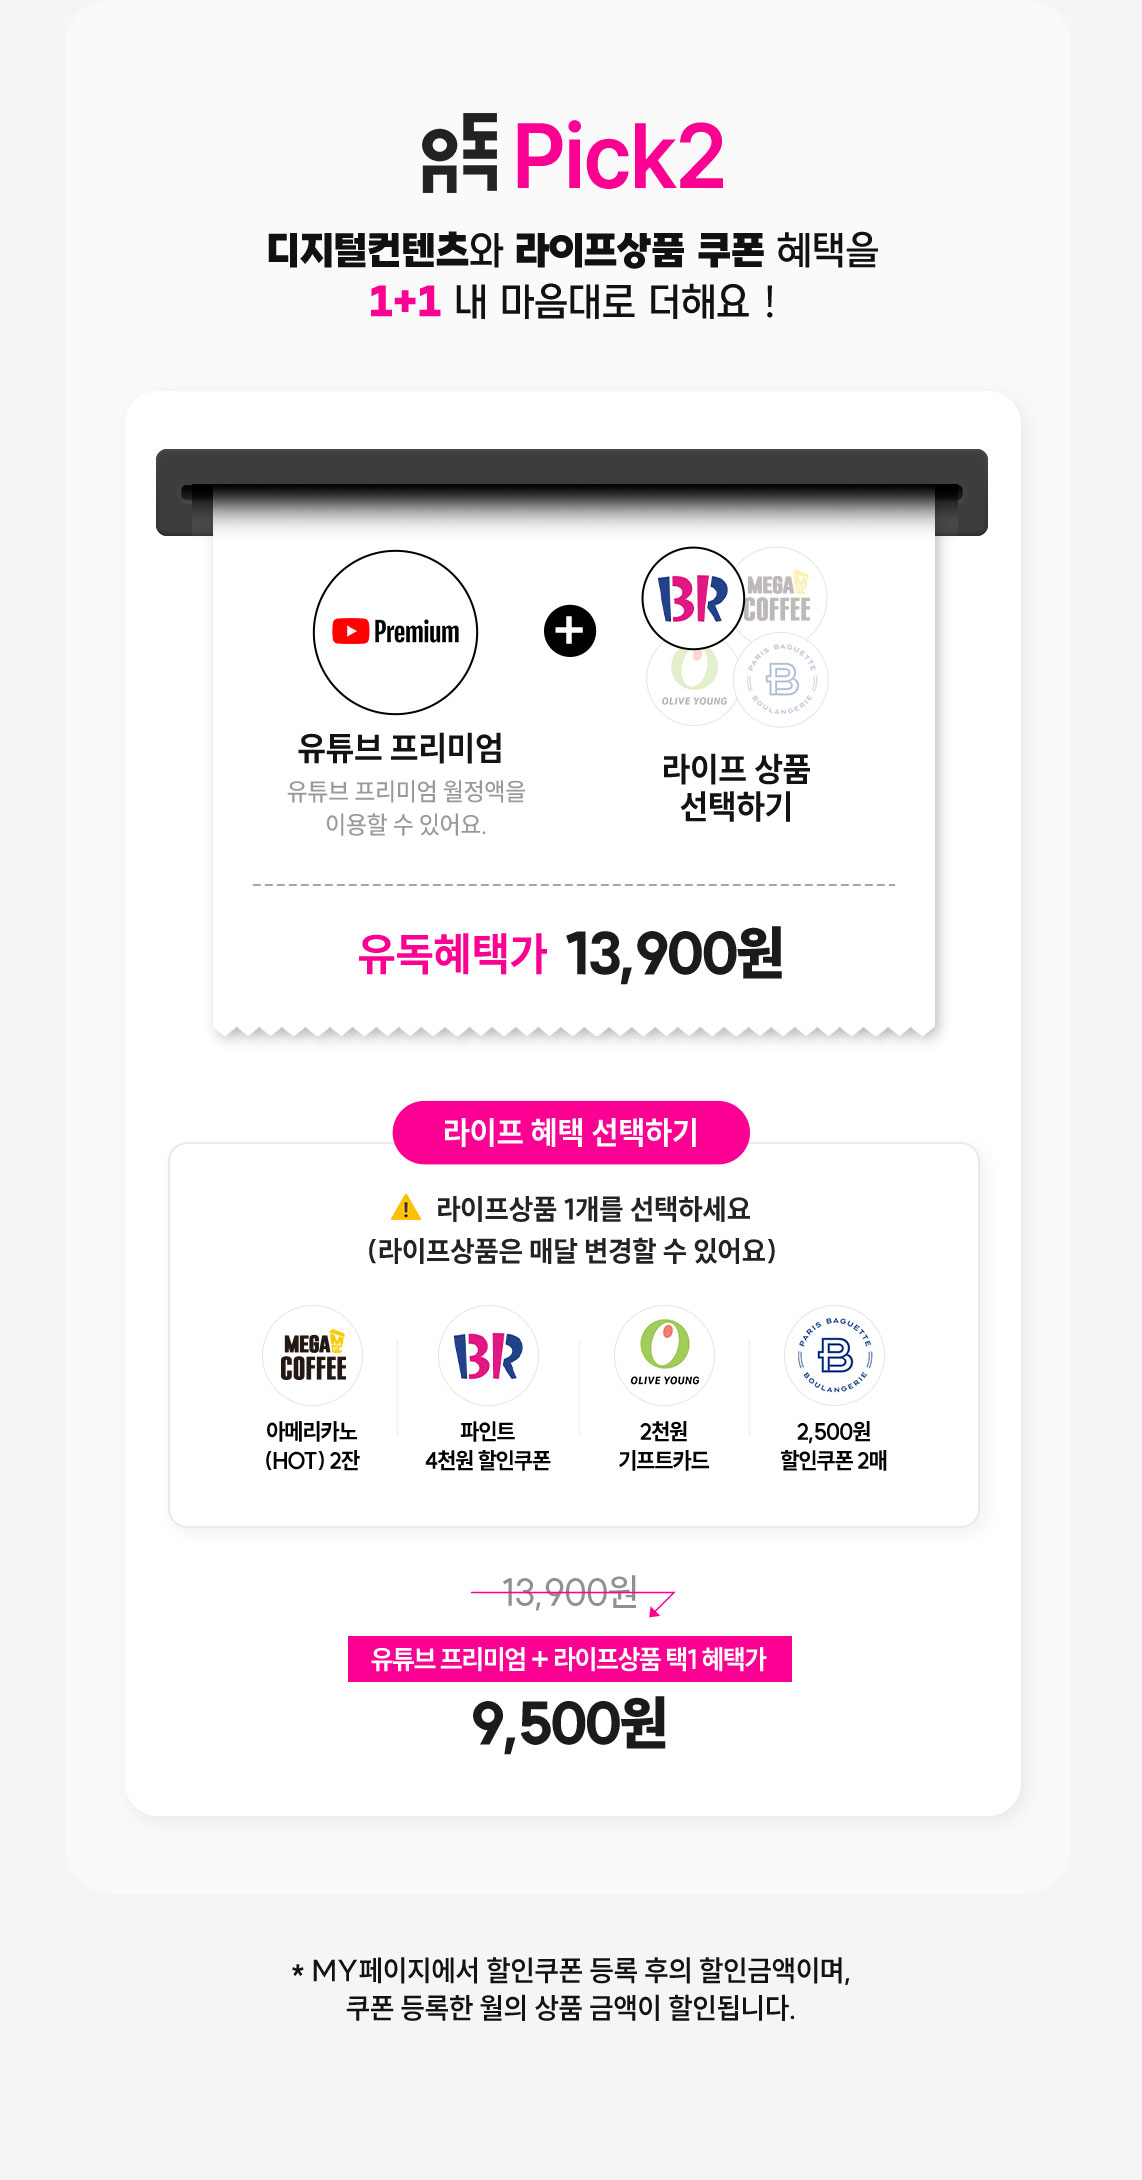 유독 Pick2
디지털컨텐츠와 라이프상품 쿠폰 혜택을
1+1 내 마음대로 더해요 !
Premium
+
BR
MEGA MGC
COFFEE
OLIVE YOUNG
PARIS BAGUETTE
B
BOULANGERIE
유튜브 프리미엄
유튜브 프리미엄 월정액을
이용할 수 있어요.
라이프 상품
선택하기
유독혜택가 13,900원
라이프 혜택 선택하기
라이프상품 1개를 선택하세요
(라이프상품은 매달 변경할 수 있어요)
MEGA MGC
COFFEE
아메리카노
(HOT) 2잔
BR
파인트
4천원 할인쿠폰
OLIVE YOUNG
2천원
기프트카드
PARIS BAGUETTE
B
BOULANGERIE
2,500원
할인쿠폰 2매
13,900원
유튜브 프리미엄 + 라이프상품 택1 혜택가
9,500원
* MY페이지에서 할인쿠폰 등록 후의 할인금액이며,
쿠폰 등록한 월의 상품 금액이 할인됩니다.